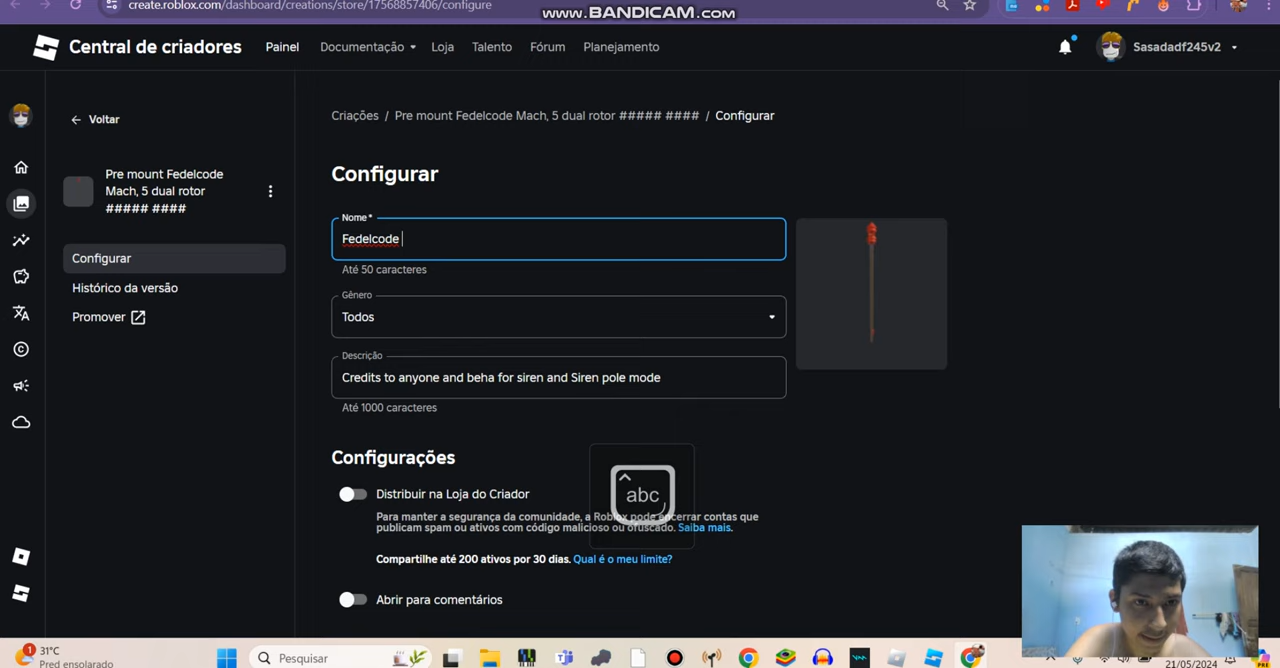 create.roblox.com/dashboard/creations/store/17568857406/configure
www.BANDICAM.com
Central de criadores
Painel
Documentação
Loja
Talento
Fórum
Planejamento
Sasadadf245v2
Voltar
Criações / Pre mount Fedelcode Mach, 5 dual rotor ##### #### / Configurar
Pre mount Fedelcode
Mach, 5 dual rotor
##### ####
Configurar
Histórico da versão
Promover
Configurar
Nome*
Fedelcode
Até 50 caracteres
Gênero
Todos
Descrição
Credits to anyone and beha for siren and Siren pole mode
Até 1000 caracteres
Configurações
abc
Distribuir na Loja do Criador
Para manter a segurança da comunidade, a Roblox pode encerrar contas que
publicam spam ou ativos com código malicioso ou ofuscado. Saiba mais.
Compartilhe até 200 ativos por 30 dias. Qual é o meu limite?
Abrir para comentários
1
31°C
Pred ensolarado
Pesquisar
21/05/2024